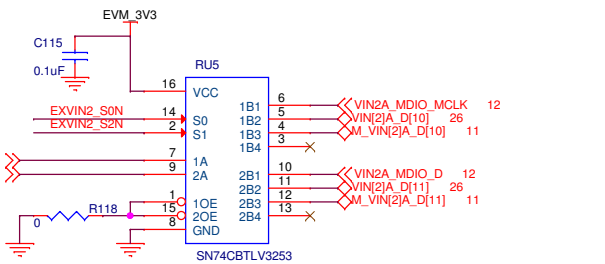 EVM_3V3
C115
0.1uF
RU5
16 VCC
EXVIN2_S0N 14 S0
EXVIN2_S2N 2 S1
7 1A
9 2A
1 1OE
15 2OE
8 GND
R118
0
1B1 6 VIN2A_MDIO_MCLK 12
1B2 5 VIN[2]A_D[10] 26
1B3 4 M_VIN[2]A_D[10] 11
1B4 3
2B1 10 VIN2A_MDIO_D 12
2B2 11 VIN[2]A_D[11] 26
2B3 12 M_VIN[2]A_D[11] 11
2B4 13
SN74CBTLV3253